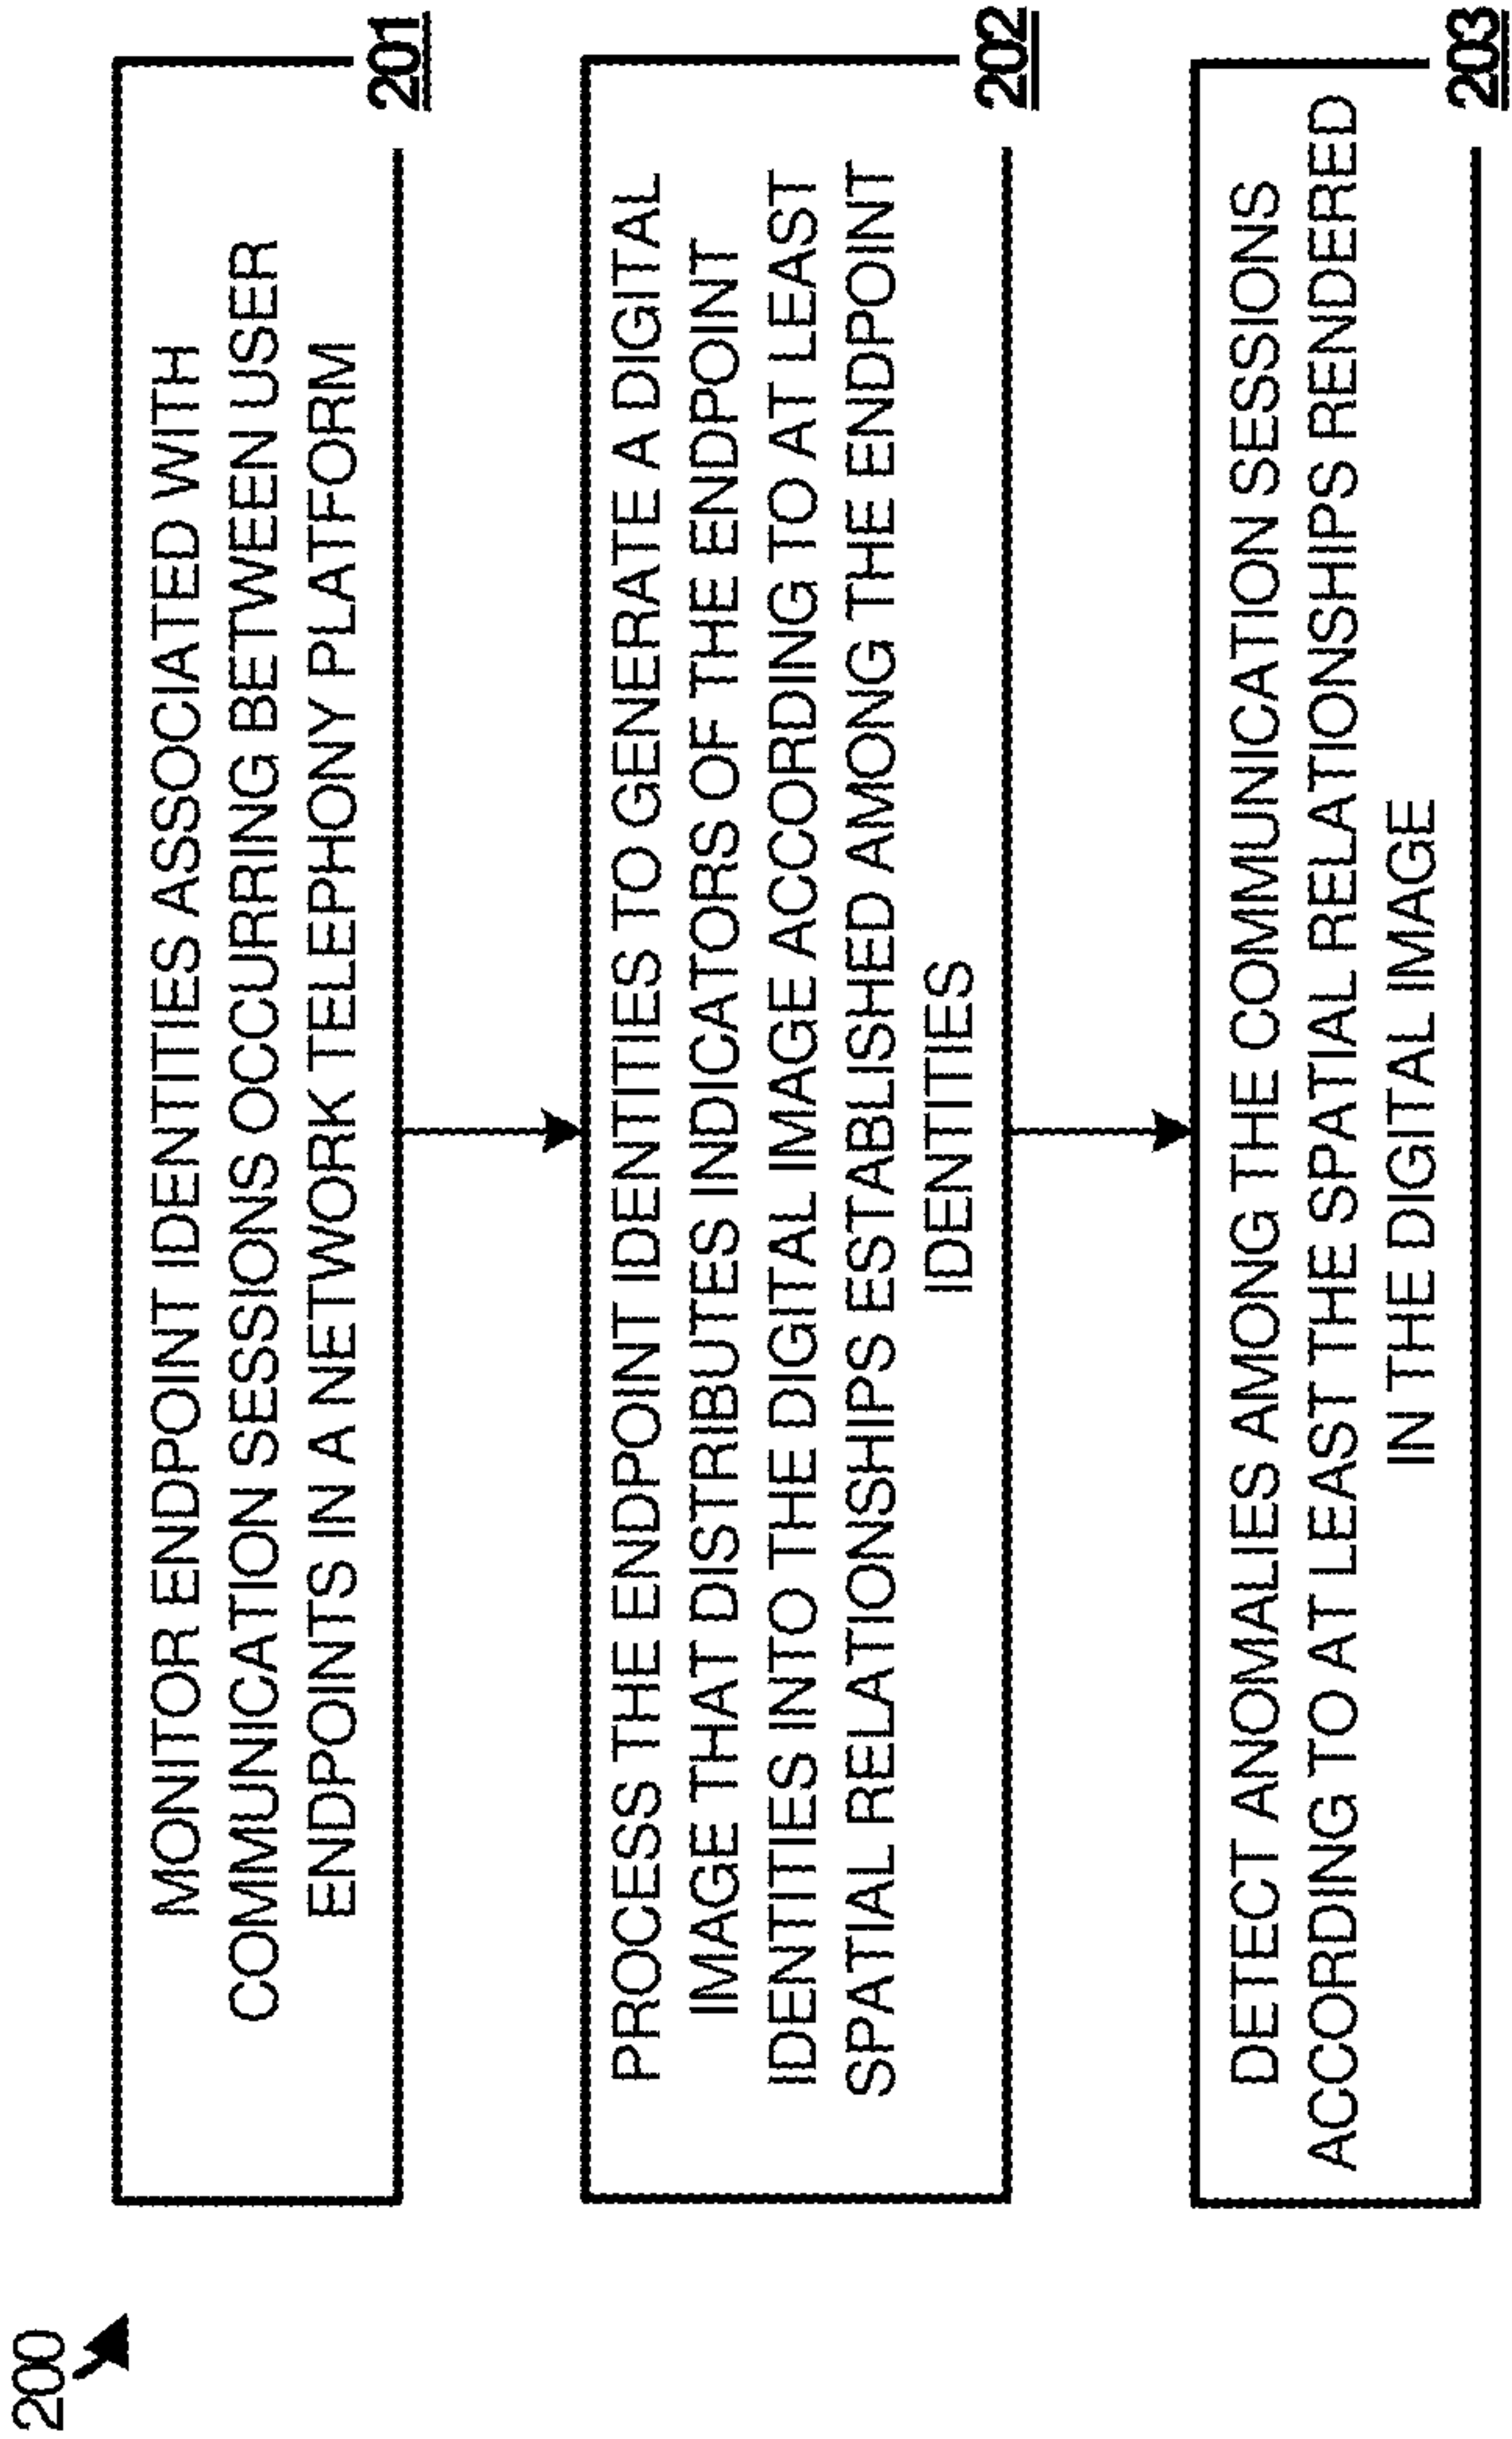 200
MONITOR ENDPOINT IDENTITIES ASSOCIATED WITH
COMMUNICATION SESSIONS OCCURRING BETWEEN USER
ENDPOINTS IN A NETWORK TELEPHONY PLATFORM
201
PROCESS THE ENDPOINT IDENTITIES TO GENERATE A DIGITAL
IMAGE THAT DISTRIBUTES INDICATORS OF THE ENDPOINT
IDENTITIES INTO THE DIGITAL IMAGE ACCORDING TO AT LEAST
SPATIAL RELATIONSHIPS ESTABLISHED AMONG THE ENDPOINT
IDENTITIES
202
DETECT ANOMALIES AMONG THE COMMUNICATION SESSIONS
ACCORDING TO AT LEAST THE SPATIAL RELATIONSHIPS RENDERED
IN THE DIGITAL IMAGE
203